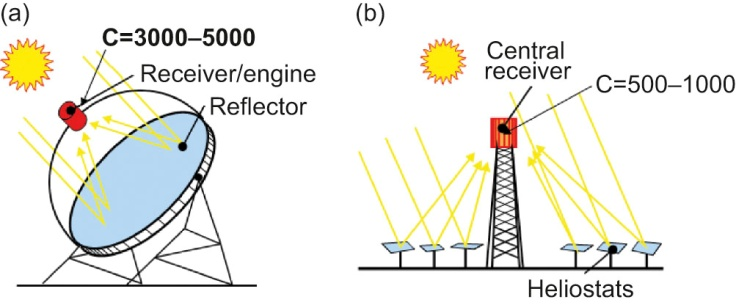 (a)
C=3000–5000
Receiver/engine
Reflector
(b)
Central
receiver
C=500–1000
Heliostats